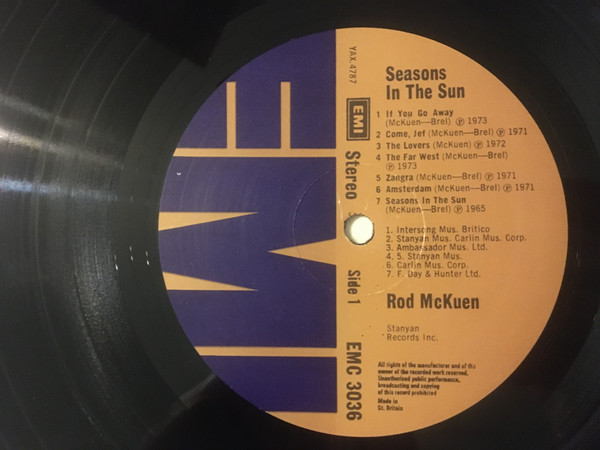 Seasons
In The Sun
1 If You Go Away
(McKuen—Brel) Ⓟ 1973
2 Come, Jef (McKuen—Brel) Ⓟ 1971
3 The Lovers (McKuen) Ⓟ 1972
4 The Far West (McKuen—Brel)
Ⓟ 1973
5 Zangra (McKuen—Brel) Ⓟ 1971
6 Amsterdam (McKuen—Brel) Ⓟ 1971
7 Seasons In The Sun
(McKuen—Brel) Ⓟ 1965
1. Intersong Mus. Britico
2. Stanyan Mus. Carlin Mus. Corp.
3. Ambassador Mus. Ltd.
4. 5. Stanyan Mus.
6. Carlin Mus. Corp.
7. F. Day & Hunter Ltd.
Rod McKuen
Stanyan
Records Inc.
All rights of the manufacturer and of the
owner of the recorded work reserved.
Unauthorised public performance,
broadcasting and copying
of this record prohibited
Made in
Gt. Britain
YAX.4787
EMI
Stereo
Side 1
EMC 3036
EMI